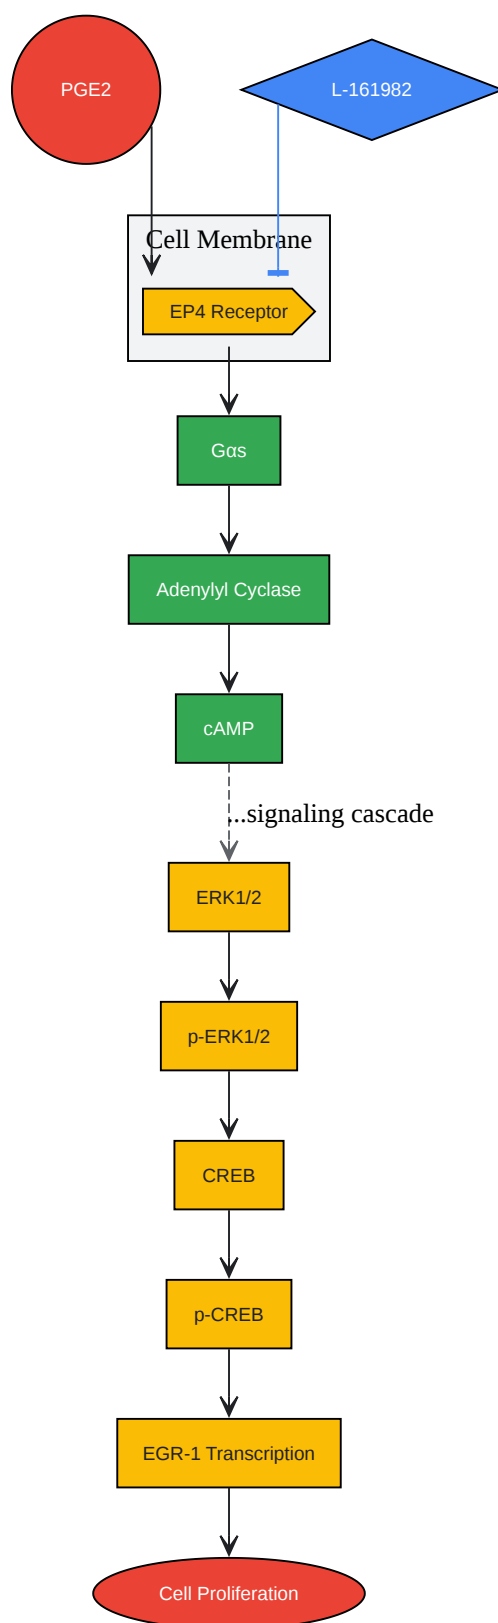 PGE2
L-161982
Cell Membrane
EP4 Receptor
Gαs
Adenylyl Cyclase
cAMP
...signaling cascade
ERK1/2
p-ERK1/2
CREB
p-CREB
EGR-1 Transcription
Cell Proliferation